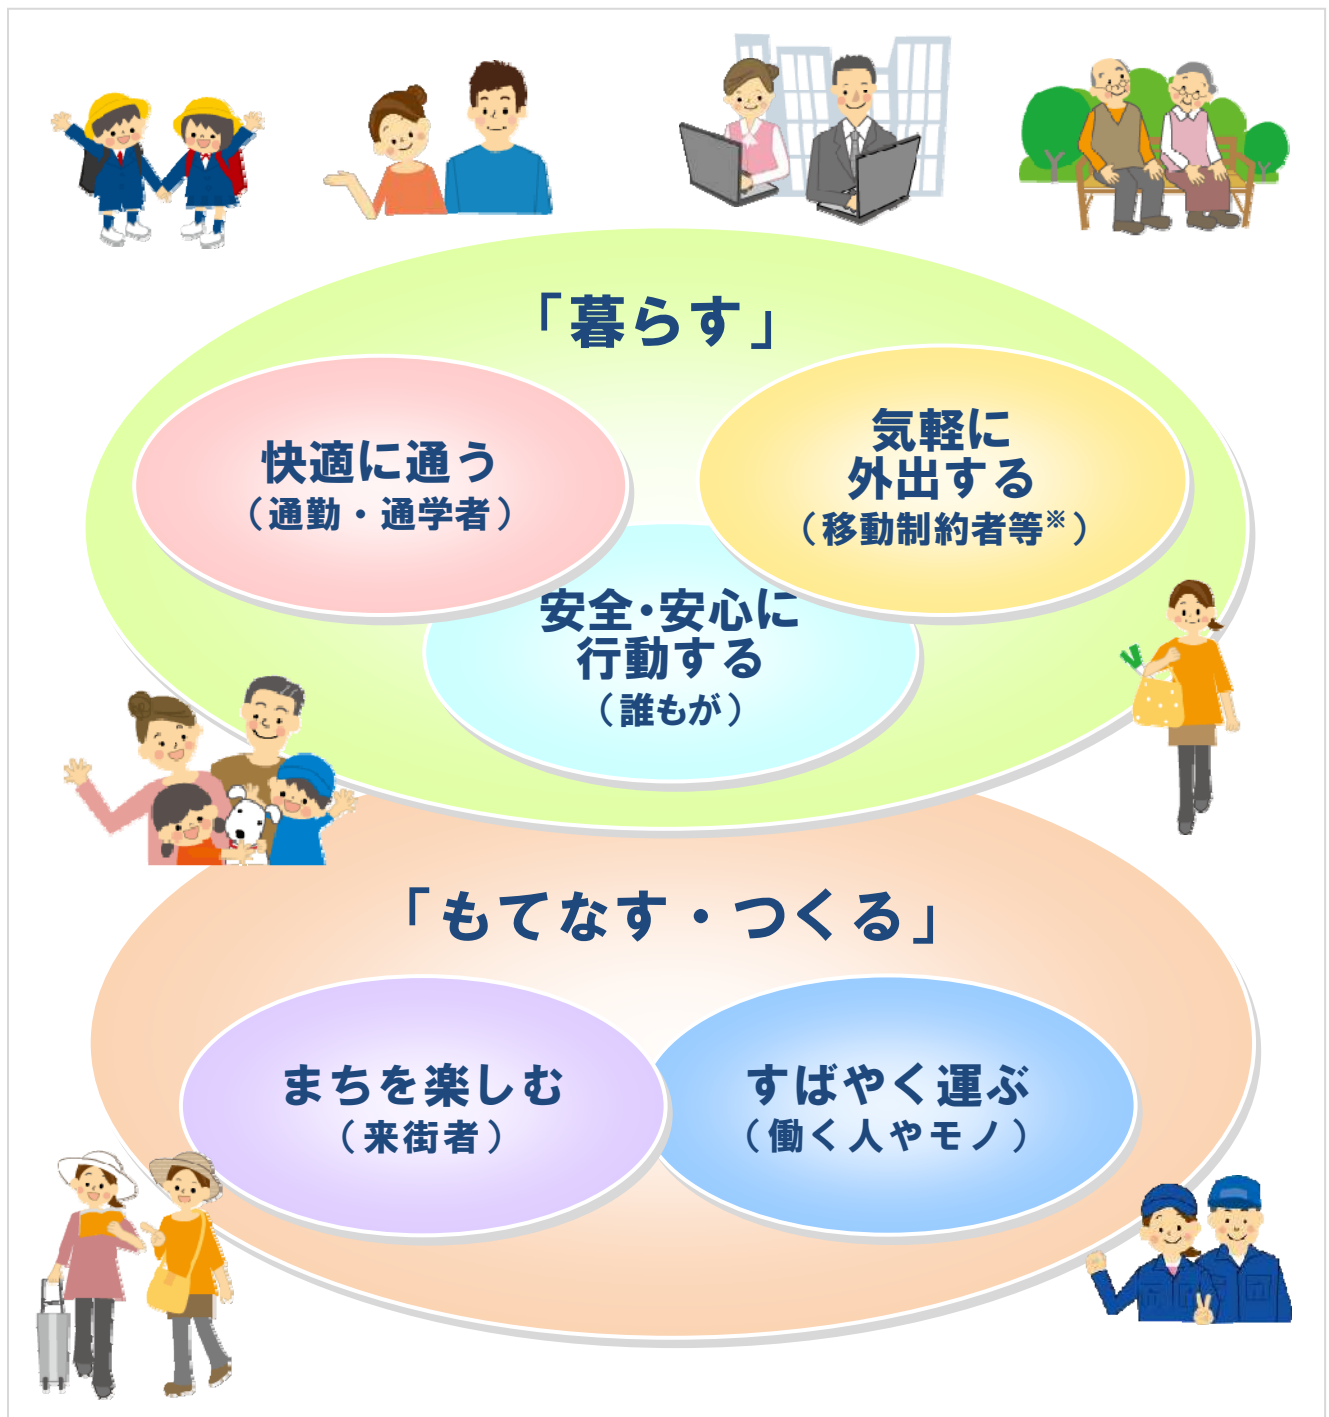 「暮らす」
快適に通う
（通勤・通学者）
気軽に
外出する
（移動制約者等※）
安全・安心に
行動する
（誰もが）
「もてなす・つくる」
まちを楽しむ
（来街者）
すばやく運ぶ
（働く人やモノ）